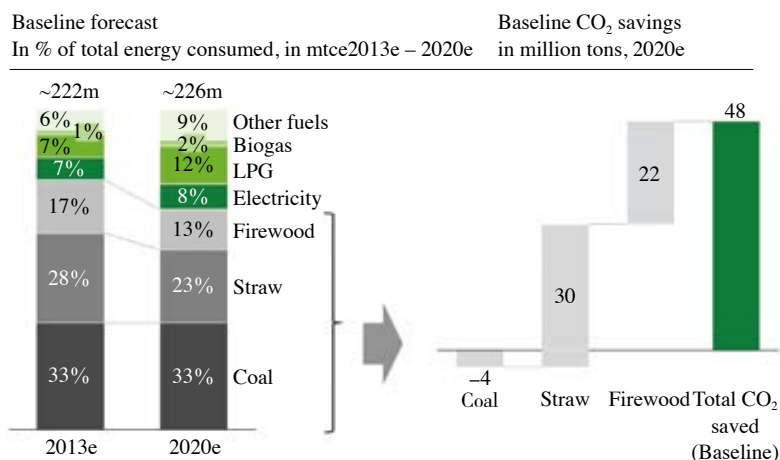 Baseline forecast
In % of total energy consumed, in mtce2013e – 2020e
Baseline CO₂ savings
in million tons, 2020e
~222m
~226m
6%
1%
7%
7%
17%
28%
33%
2013e
9%
2%
12%
8%
13%
23%
33%
2020e
Other fuels
Biogas
LPG
Electricity
Firewood
Straw
Coal
–4
30
22
48
Coal
Straw
Firewood
Total CO₂
saved
(Baseline)